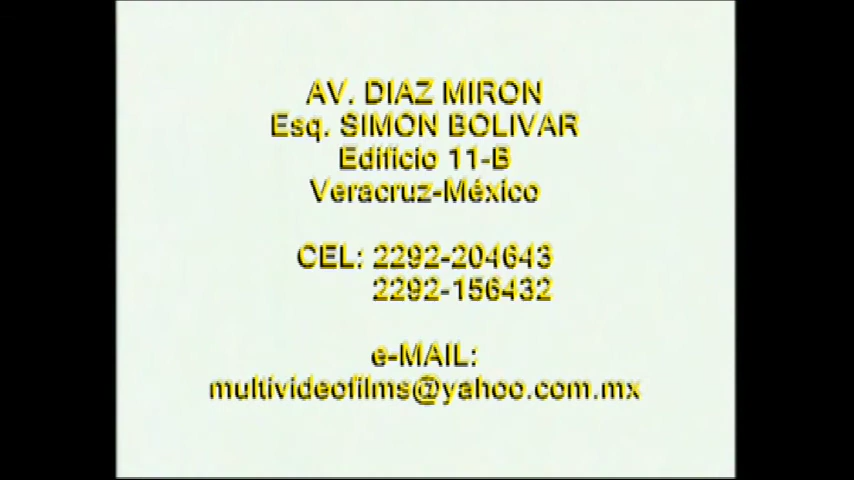 AV. DIAZ MIRON
Esq. SIMON BOLIVAR
Edificio 11-B
Veracruz-México
CEL: 2292-204643
2292-156432
e-MAIL:
multivideofilms@yahoo.com.mx